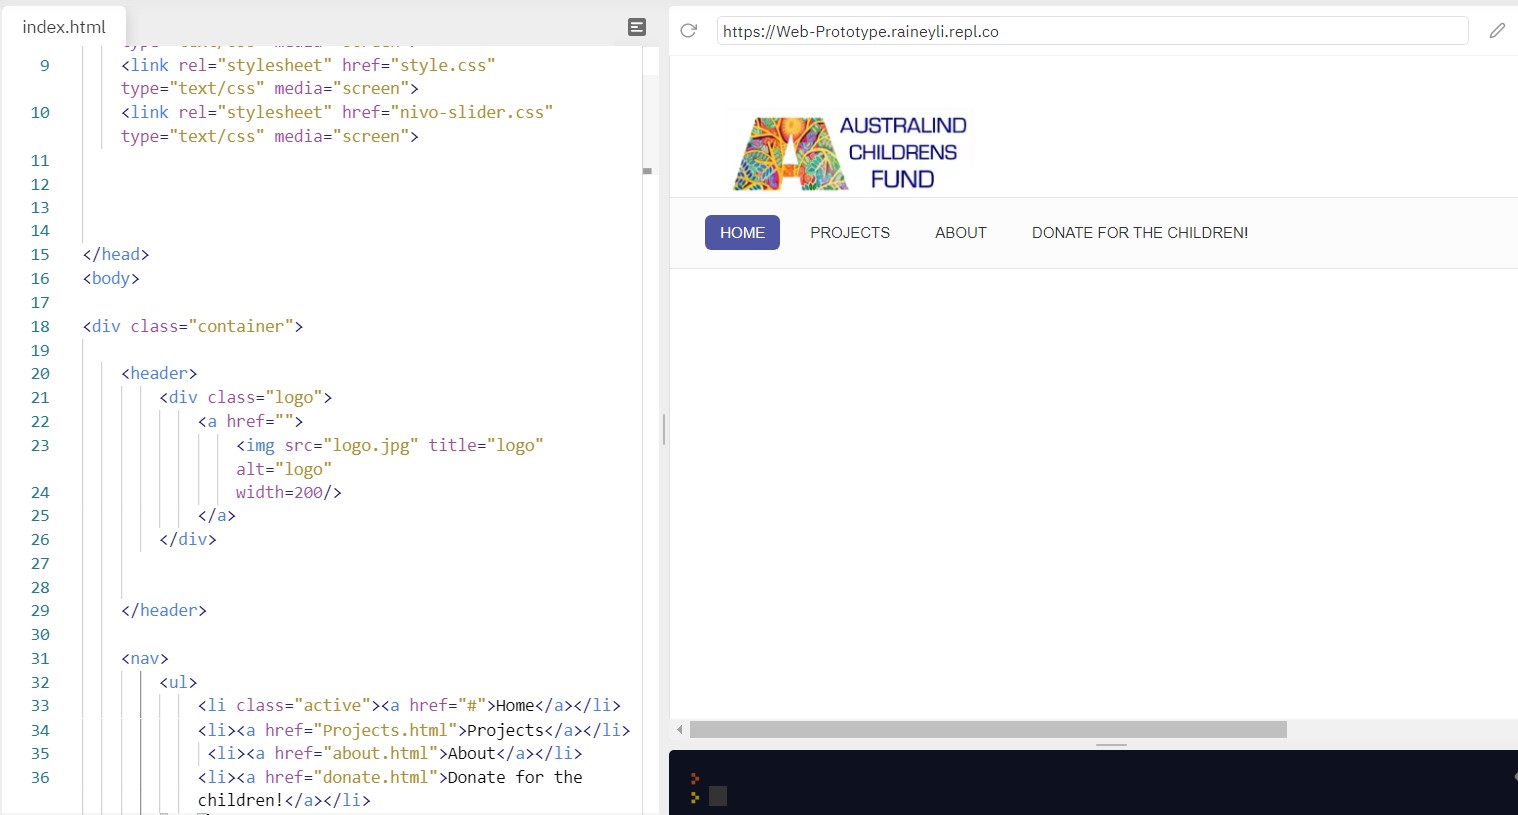 index.html
type="text/css" media="screen">
9 <link rel="stylesheet" href="style.css"
type="text/css" media="screen">
10 <link rel="stylesheet" href="nivo-slider.css"
type="text/css" media="screen">
11
12
13
14
15 </head>
16 <body>
17
18 <div class="container">
19
20 <header>
21 <div class="logo">
22 <a href="">
23 <img src="logo.jpg" title="logo"
alt="logo"
24 width=200/>
25 </a>
26 </div>
27
28
29 </header>
30
31 <nav>
32 <ul>
33 <li class="active"><a href="#">Home</a></li>
34 <li><a href="Projects.html">Projects</a></li>
35 <li><a href="about.html">About</a></li>
36 <li><a href="donate.html">Donate for the
children!</a></li>
https://Web-Prototype.raineyli.repl.co
AUSTRALIND
CHILDRENS
FUND
HOME PROJECTS ABOUT DONATE FOR THE CHILDREN!